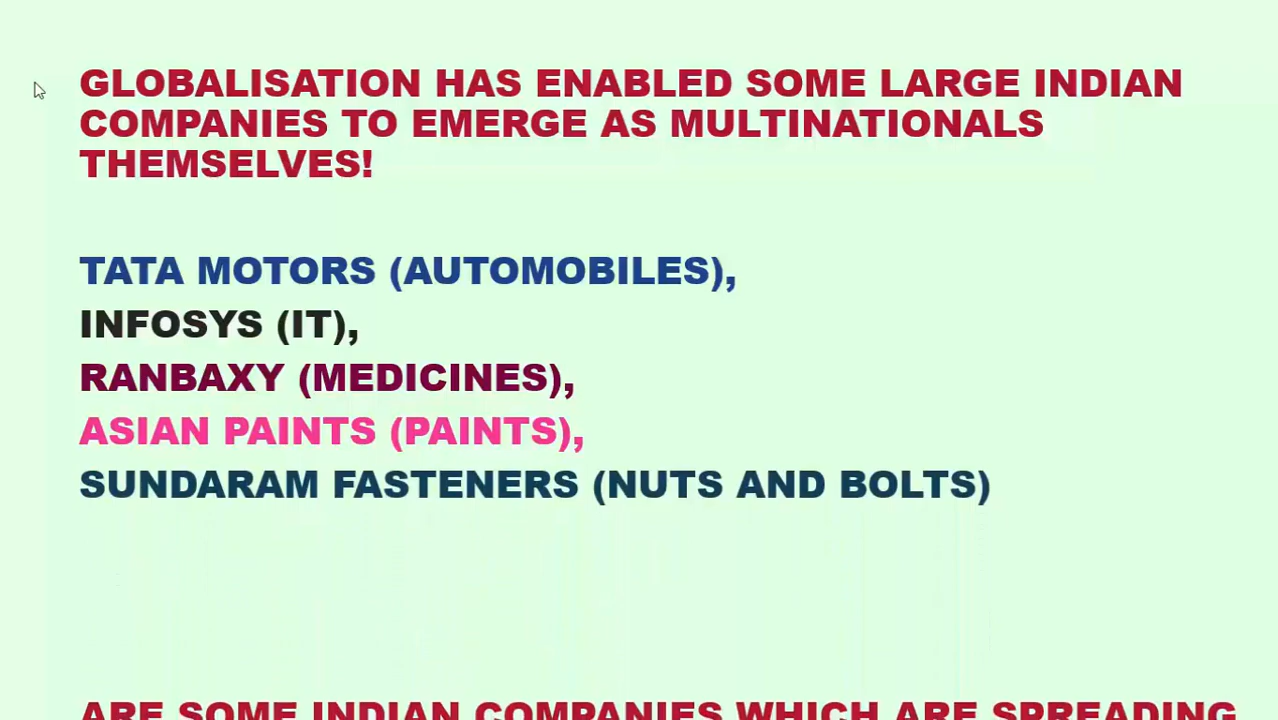 GLOBALISATION HAS ENABLED SOME LARGE INDIAN
COMPANIES TO EMERGE AS MULTINATIONALS
THEMSELVES!
TATA MOTORS (AUTOMOBILES),
INFOSYS (IT),
RANBAXY (MEDICINES),
ASIAN PAINTS (PAINTS),
SUNDARAM FASTENERS (NUTS AND BOLTS)
ARE SOME INDIAN COMPANIES WHICH ARE SPREADING